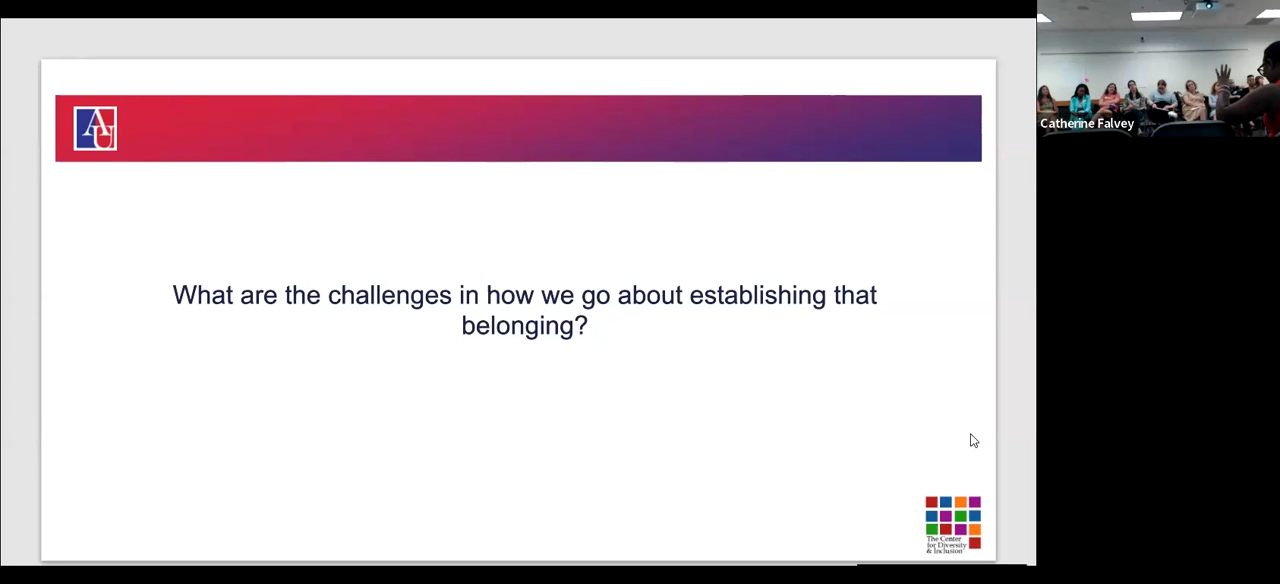 AU
Catherine Falvey
What are the challenges in how we go about establishing that
belonging?
The Center
for Diversity
& Inclusion